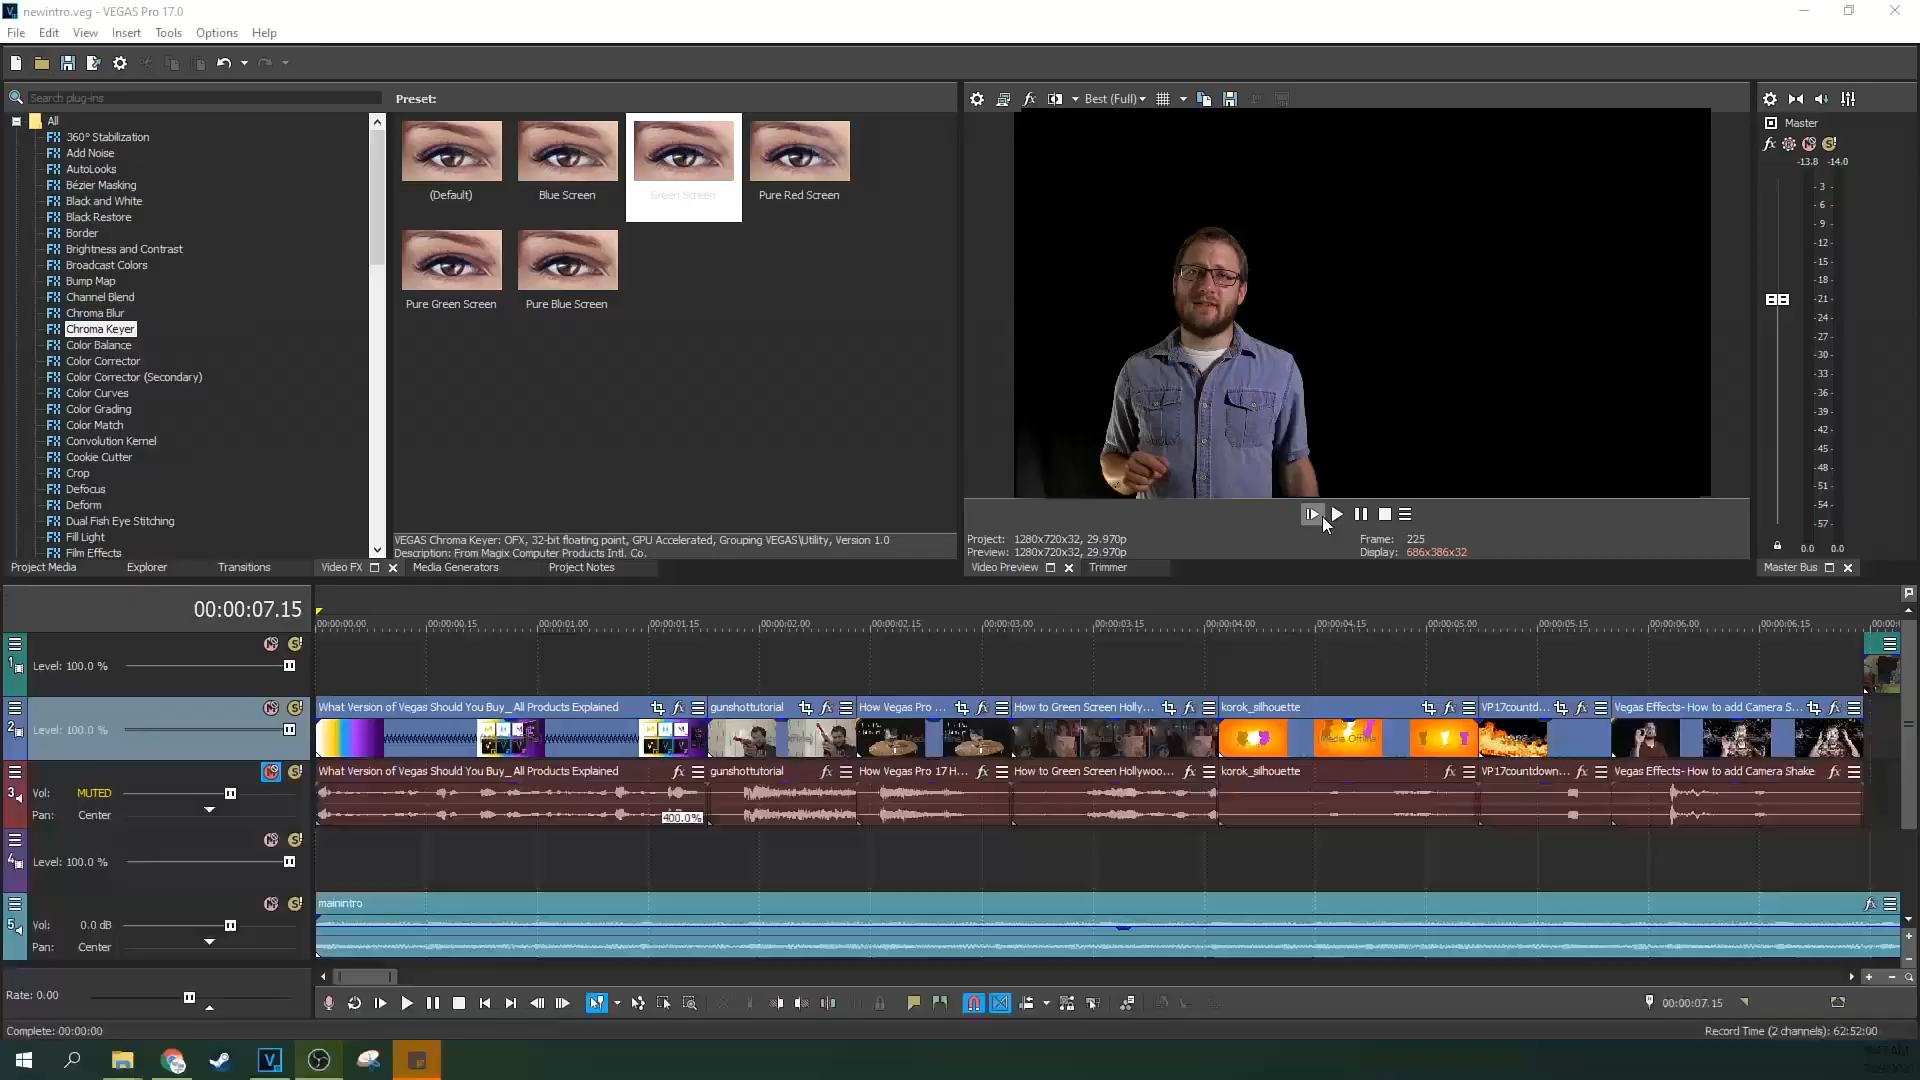 newintro.veg - VEGAS Pro 17.0
File Edit View Insert Tools Options Help
Search plug-ins
Preset:
Best (Full)
All
360° Stabilization
Add Noise
AutoLooks
Bézier Masking
Black and White
Black Restore
Border
Brightness and Contrast
Broadcast Colors
Bump Map
Channel Blend
Chroma Blur
Chroma Keyer
Color Balance
Color Corrector
Color Corrector (Secondary)
Color Curves
Color Grading
Color Match
Convolution Kernel
Cookie Cutter
Crop
Defocus
Deform
Dual Fish Eye Stitching
Fill Light
Film Effects
(Default) Blue Screen Green Screen Pure Red Screen
Pure Green Screen Pure Blue Screen
VEGAS Chroma Keyer: OFX, 32-bit floating point, GPU Accelerated, Grouping VEGAS\Utility, Version 1.0
Description: From Magix Computer Products Intl. Co.
Project Media Explorer Transitions Video FX Media Generators Project Notes
Project: 1280x720x32, 29.970p Frame: 225
Preview: 1280x720x32, 29.970p Display: 686x386x32
Video Preview Trimmer
Master
-13.8 -14.0
- 3 -
- 6 -
- 9 -
-12-
-15-
-18-
-21-
-24-
-27-
-30-
-33-
-36-
-39-
-42-
-45-
-48-
-51-
-54-
-57-
0.0 0.0
Master Bus
00:00:07.15
00:00:00.00 00:00:00.15 00:00:01.00 00:00:01.15 00:00:02.00 00:00:02.15 00:00:03.00 00:00:03.15 00:00:04.00 00:00:04.15 00:00:05.00 00:00:05.15 00:00:06.00 00:00:06.15 00:00:
1 Level: 100.0 %
What Version of Vegas Should You Buy_ All Products Explained gunshottutorial How Vegas Pro ... How to Green Screen Holly... korok_silhouette VP17countd... Vegas Effects- How to add Camera S...
2 Level: 100.0 %
What Version of Vegas Should You Buy_ All Products Explained gunshottutorial How Vegas Pro 17 H... How to Green Screen Hollywoo... korok_silhouette VP17countdown... Vegas Effects- How to add Camera Shake
3 Vol: MUTED
Pan: Center
400.0%
4 Level: 100.0 %
mainintro
5 Vol: 0.0 dB
Pan: Center
Rate: 0.00
00:00:07.15
Complete: 00:00:00
Record Time (2 channels): 62:52:00